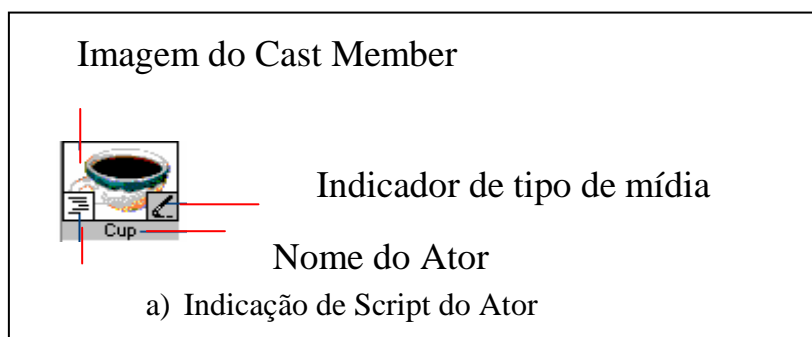 Imagem do Cast Member
Indicador de tipo de mídia
Cup
Nome do Ator
a) Indicação de Script do Ator